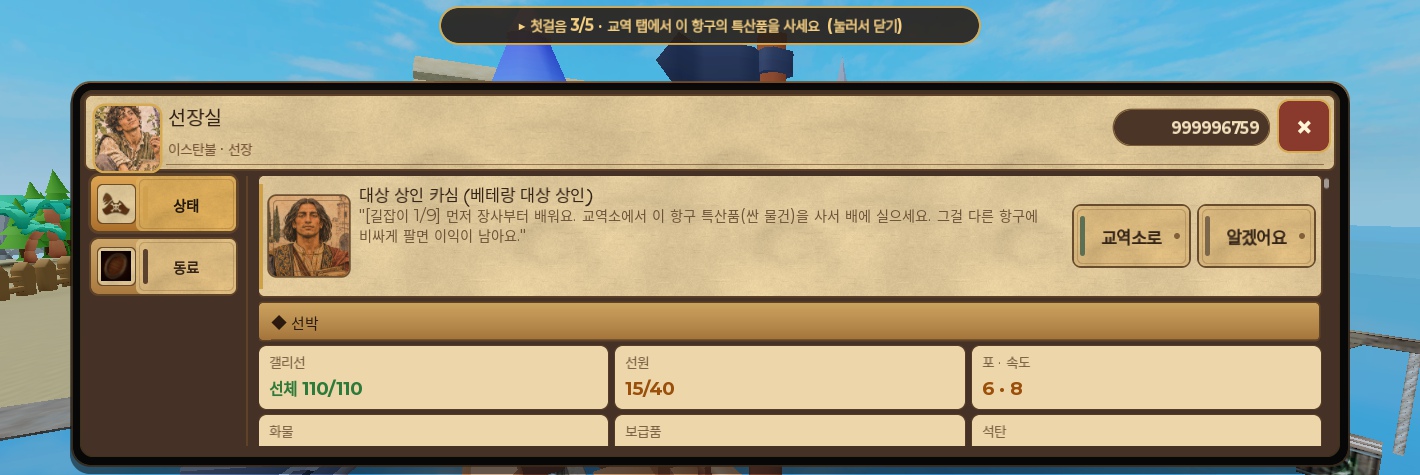 ▸ 첫걸음 3/5 · 교역 탭에서 이 항구의 특산품을 사세요 (눌러서 닫기)
선장실
이스탄불 · 선장
999996759
×
상태
동료
대상 상인 카심 (베테랑 대상 상인)
"[길잡이 1/9] 먼저 장사부터 배워요. 교역소에서 이 항구 특산품(싼 물건)을 사서 배에 실으세요. 그걸 다른 항구에
비싸게 팔면 이익이 남아요."
교역소로
알겠어요
◆ 선박
갤리선
선체 110/110
선원
15/40
포 · 속도
6 · 8
화물
보급품
석탄